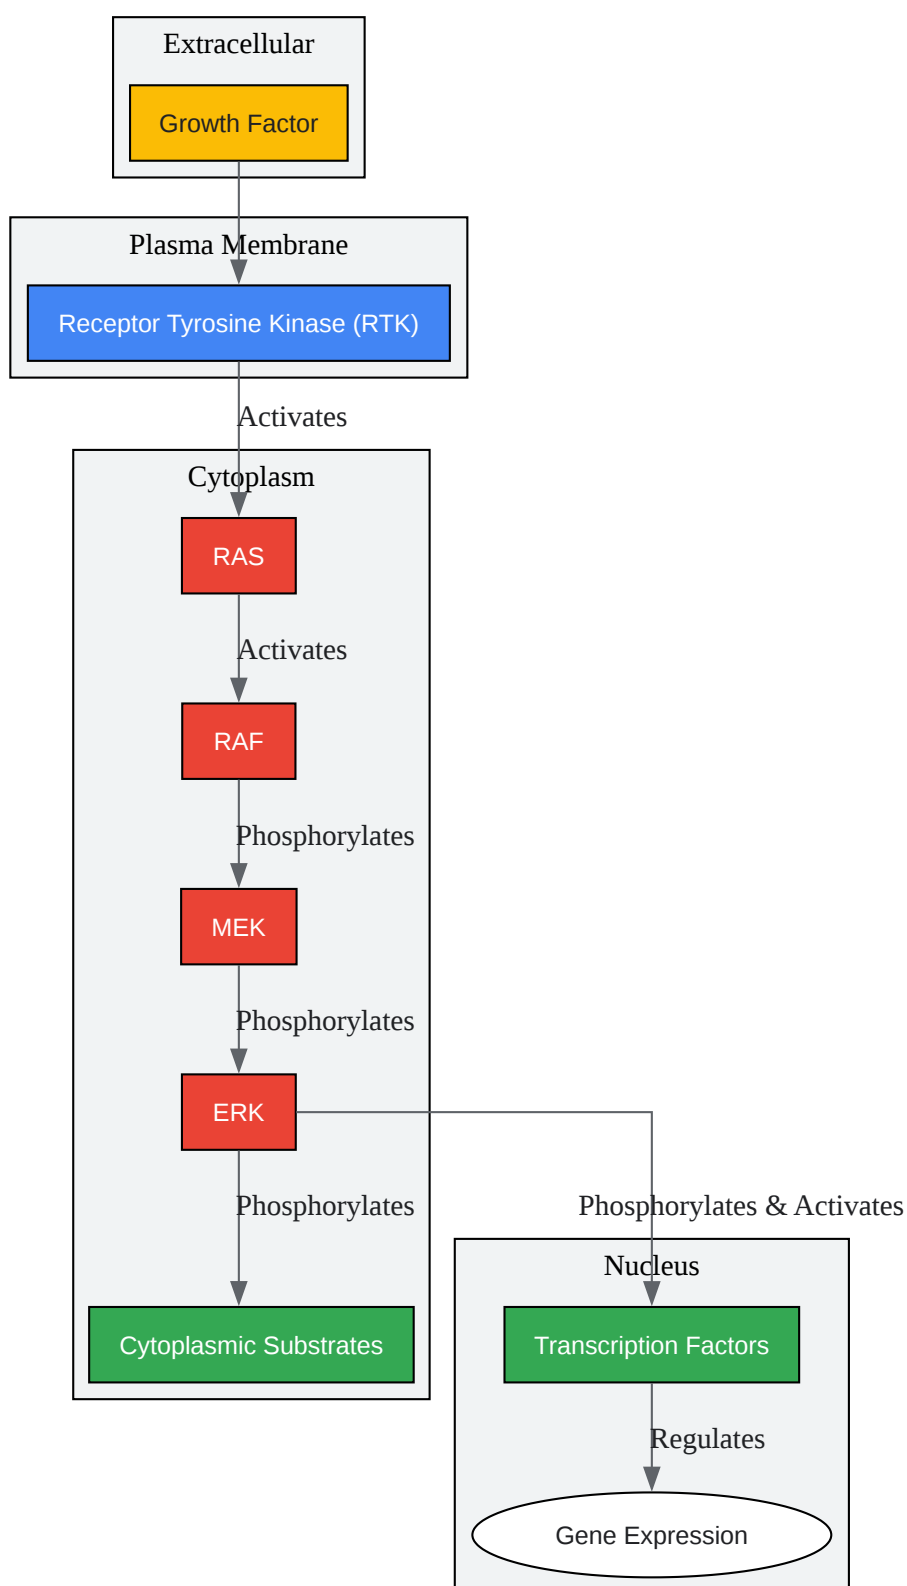 Extracellular
Growth Factor
Plasma Membrane
Receptor Tyrosine Kinase (RTK)
Activates
Cytoplasm
RAS
Activates
RAF
Phosphorylates
MEK
Phosphorylates
ERK
Phosphorylates
Phosphorylates & Activates
Nucleus
Cytoplasmic Substrates
Transcription Factors
Regulates
Gene Expression